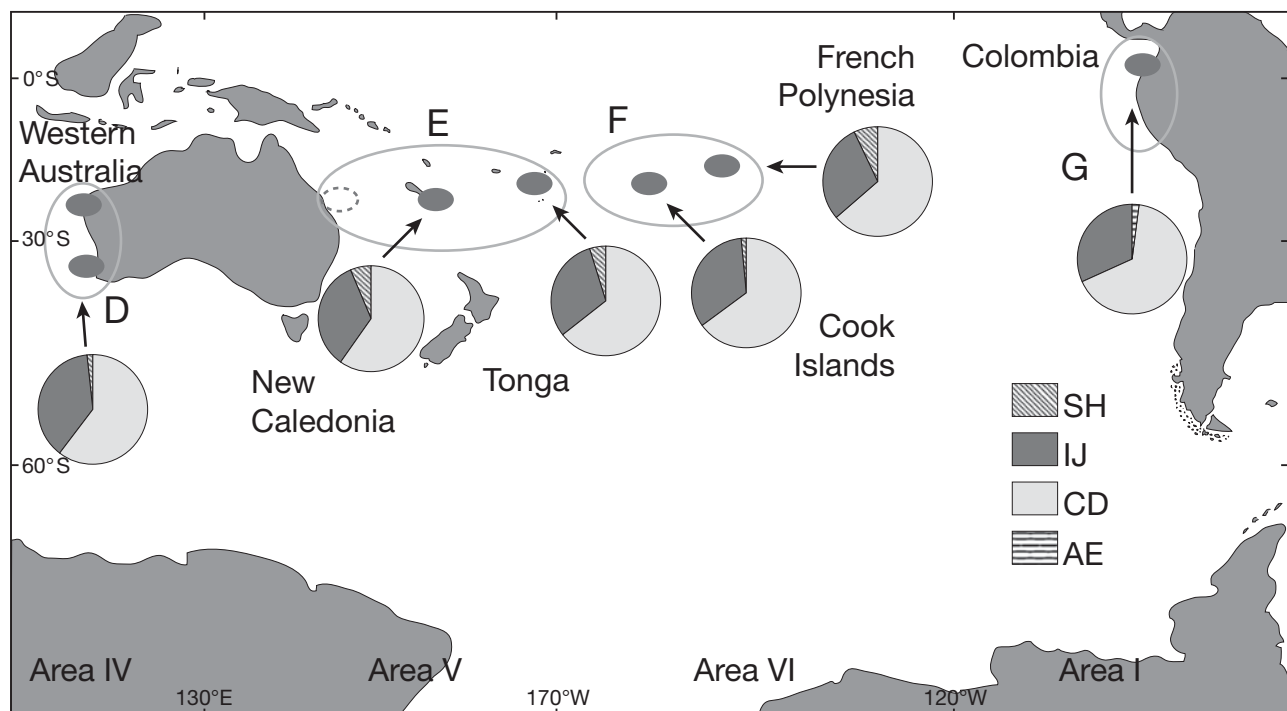 French
Polynesia
Colombia
0°S
Western
Australia
E
F
G
30°S
D
New
Caledonia
Tonga
Cook
Islands
SH
IJ
CD
AE
60°S
Area IV
Area V
Area VI
Area I
130°E
170°W
120°W